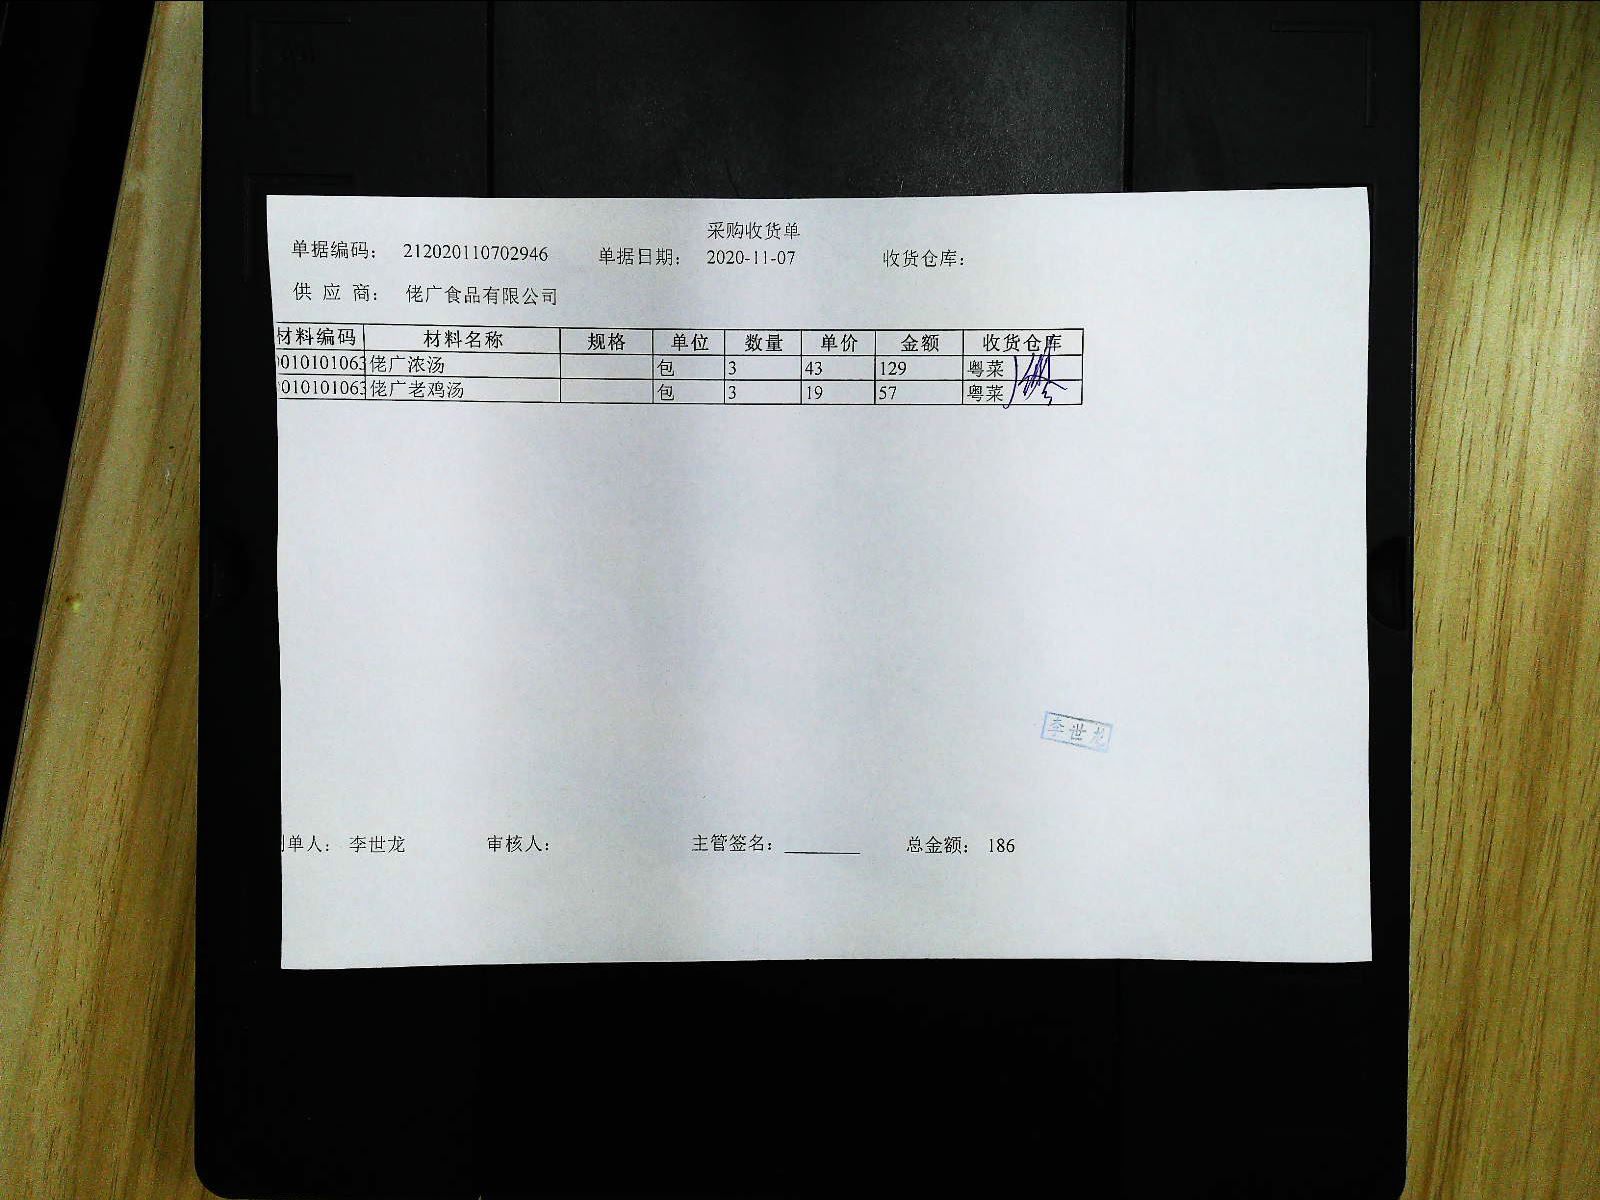 采购收货单
单据编码： 212020110702946 单据日期： 2020-11-07 收货仓库：
供 应 商： 佬广食品有限公司
材料编码 材料名称 规格 单位 数量 单价 金额 收货仓库
0010101063 佬广浓汤 包 3 43 129 粤菜
0010101063 佬广老鸡汤 包 3 19 57 粤菜
李世龙
单人： 李世龙 审核人： 主管签名： 总金额： 186